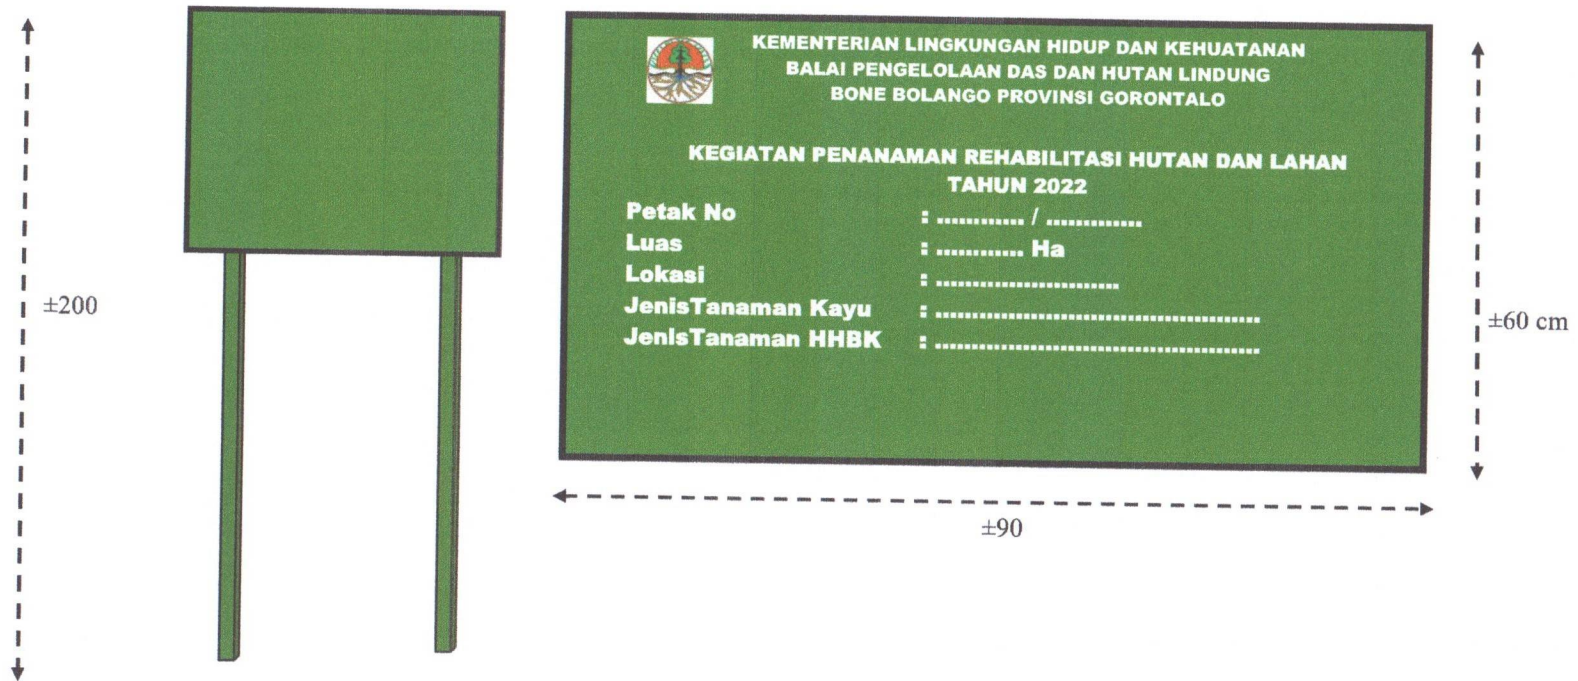 ±200
KEMENTERIAN LINGKUNGAN HIDUP DAN KEHUATANAN
BALAI PENGELOLAAN DAS DAN HUTAN LINDUNG
BONE BOLANGO PROVINSI GORONTALO
KEGIATAN PENANAMAN REHABILITASI HUTAN DAN LAHAN
TAHUN 2022
Petak No : ............ / .............
Luas : ............ Ha
Lokasi : .........................
JenisTanaman Kayu : .............................................
JenisTanaman HHBK : .............................................
±60 cm
±90